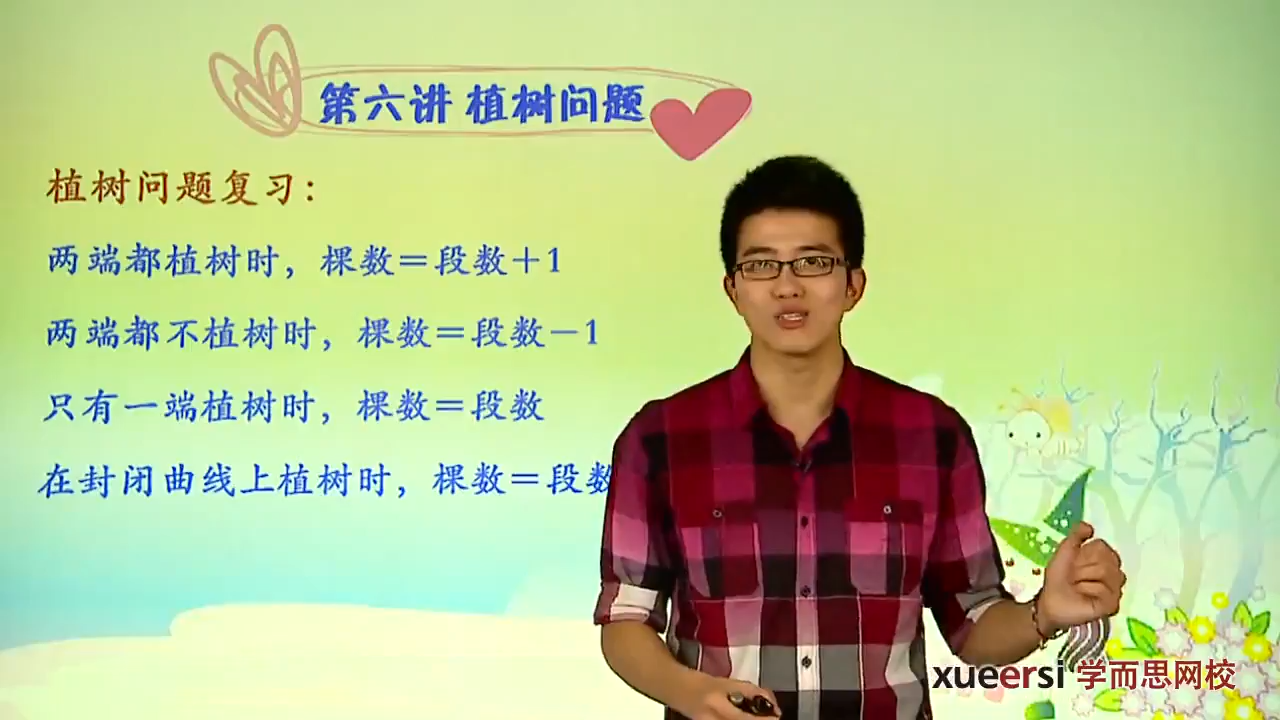 第六讲 植树问题
植树问题复习：
两端都植树时，棵数＝段数＋1
两端都不植树时，棵数＝段数－1
只有一端植树时，棵数＝段数
在封闭曲线上植树时，棵数＝段数
xueersi 学而思网校